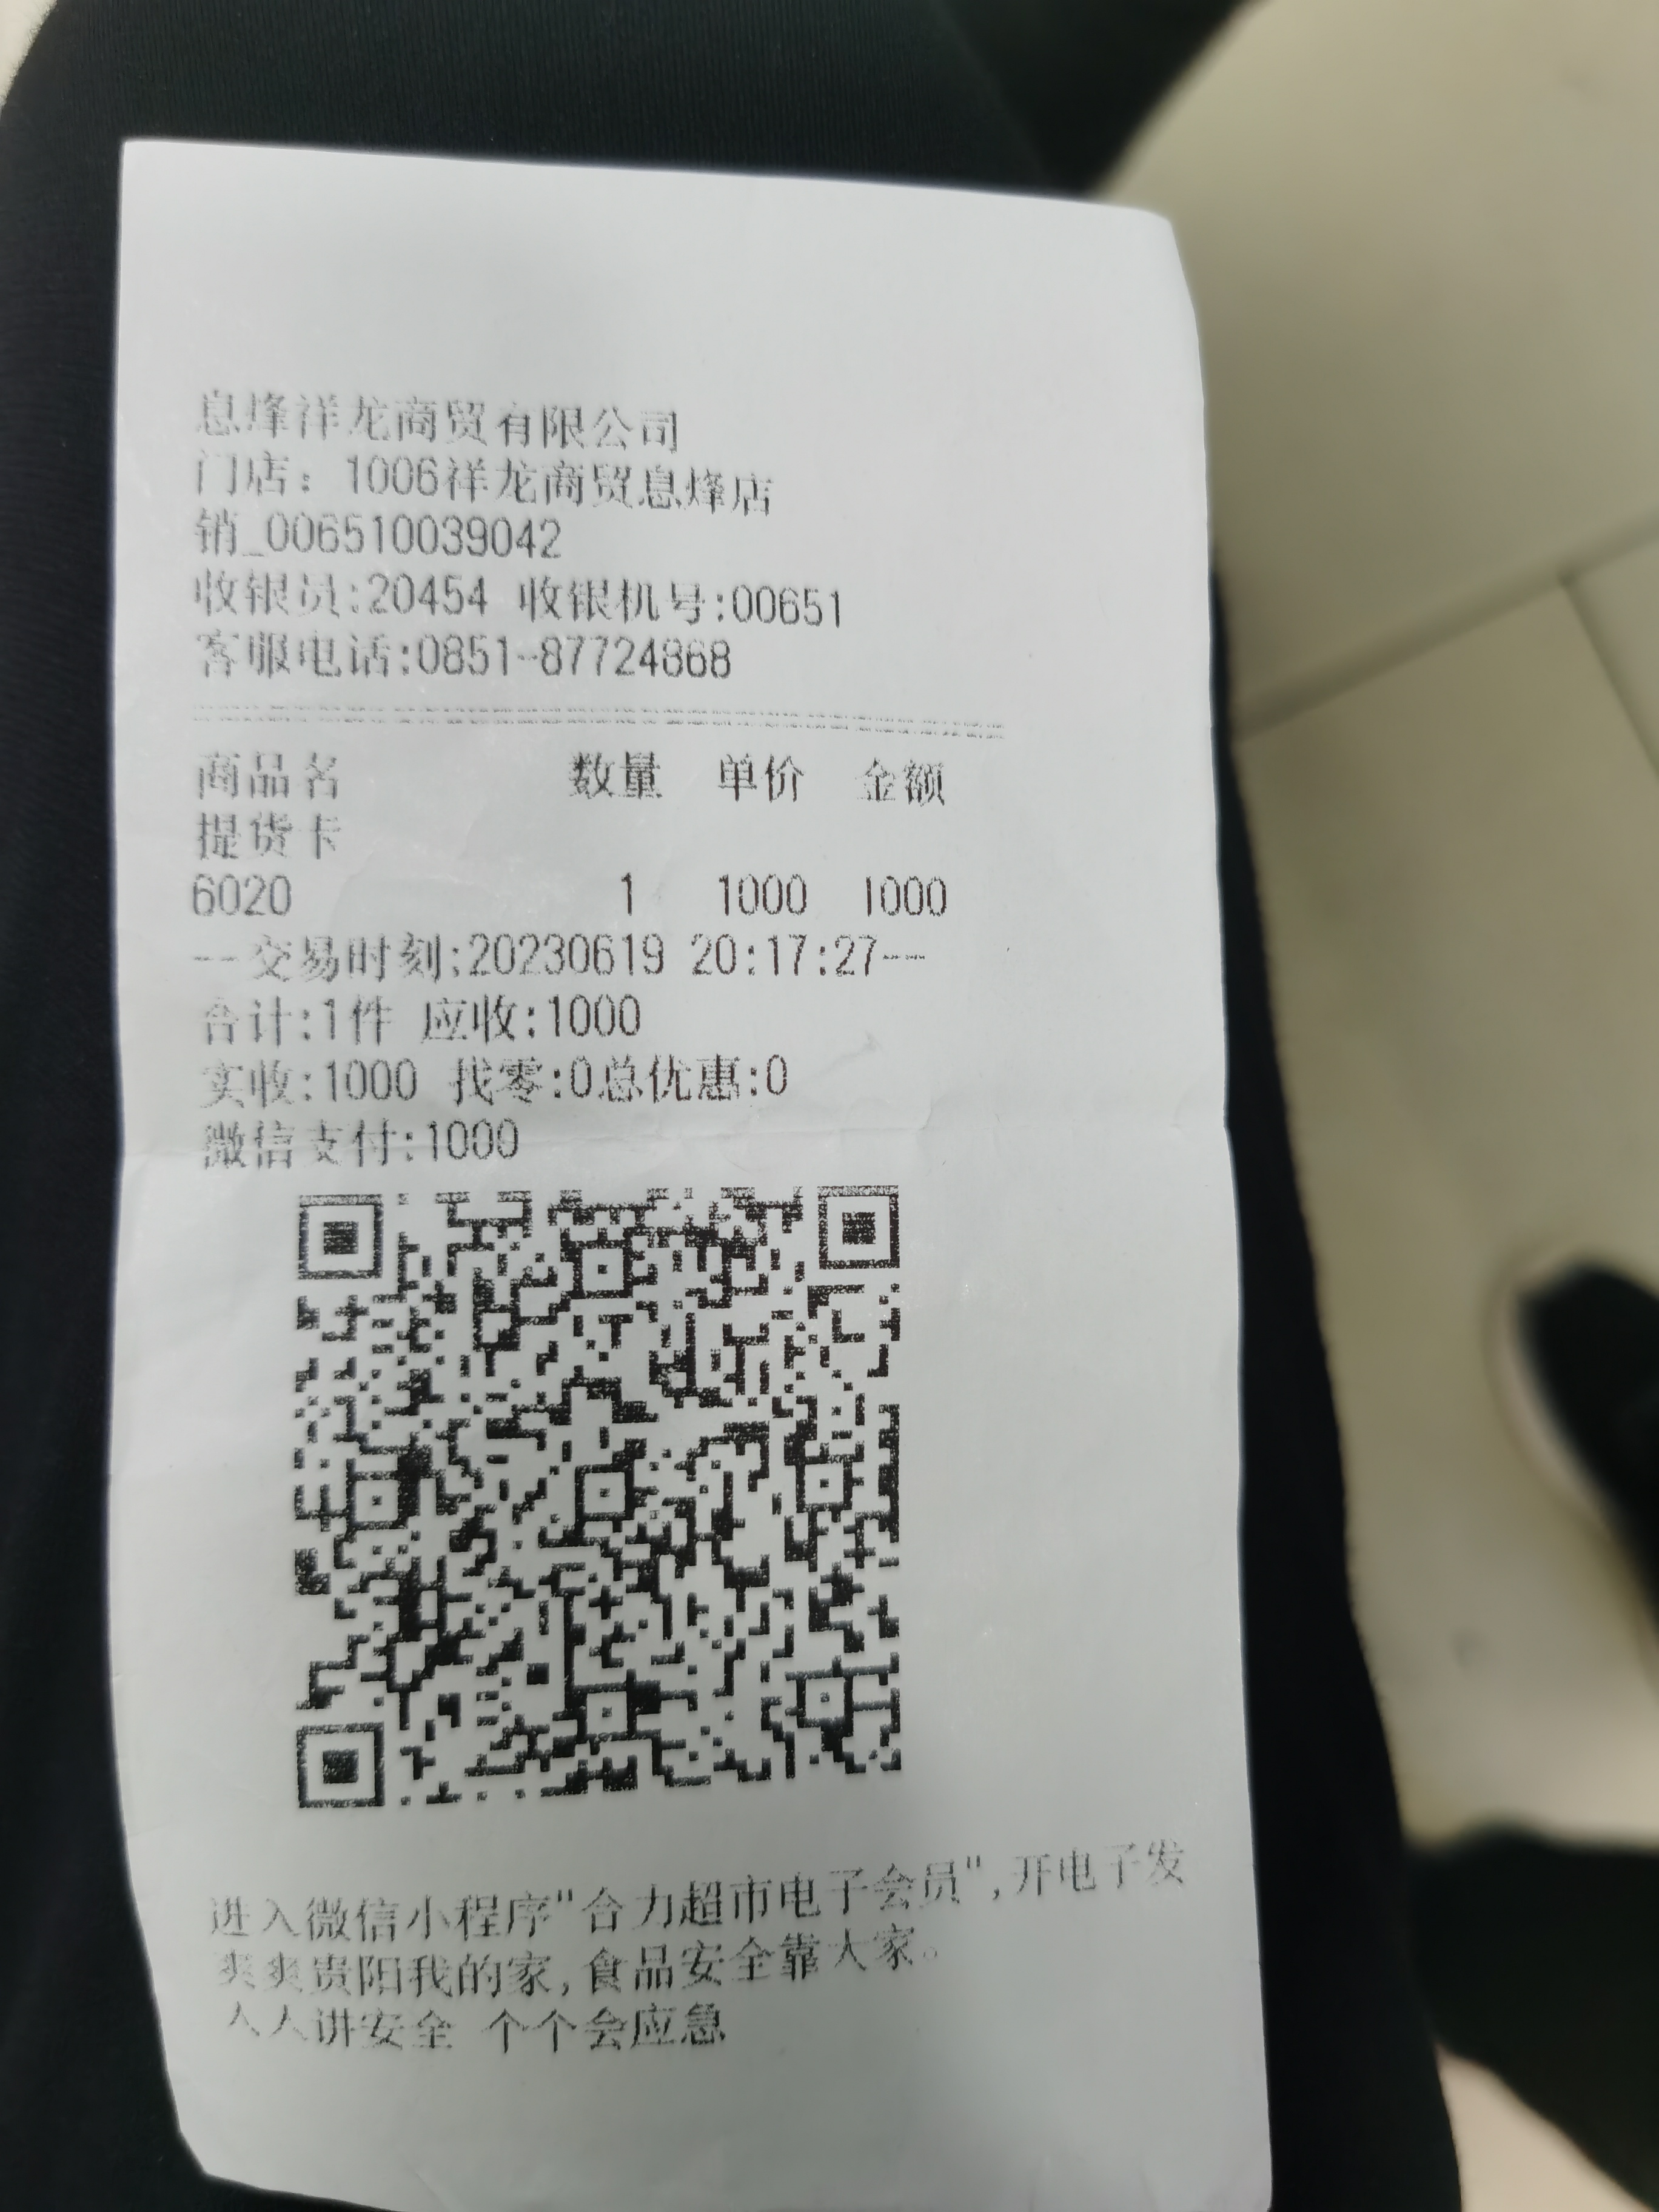 息烽祥龙商贸有限公司
门店：1006祥龙商贸息烽店
销_006510039042
收银员:20454 收银机号:00651
客服电话:0851-87724868
商品名 数量 单价 金额
提货卡
6020 1 1000 1000
--交易时刻:20230619 20:17:27--
合计:1件 应收:1000
实收:1000 找零:0总优惠:0
微信支付:1000
进入微信小程序"合力超市电子会员",开电子发
爽爽贵阳我的家,食品安全靠大家。
人人讲安全 个个会应急